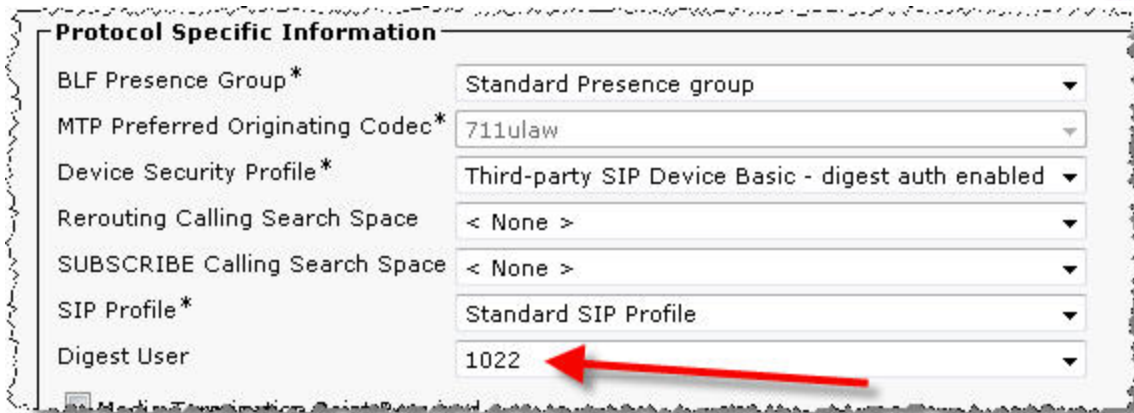 Protocol Specific Information
BLF Presence Group* Standard Presence group
MTP Preferred Originating Codec* 711ulaw
Device Security Profile* Third-party SIP Device Basic - digest auth enabled
Rerouting Calling Search Space < None >
SUBSCRIBE Calling Search Space < None >
SIP Profile* Standard SIP Profile
Digest User 1022